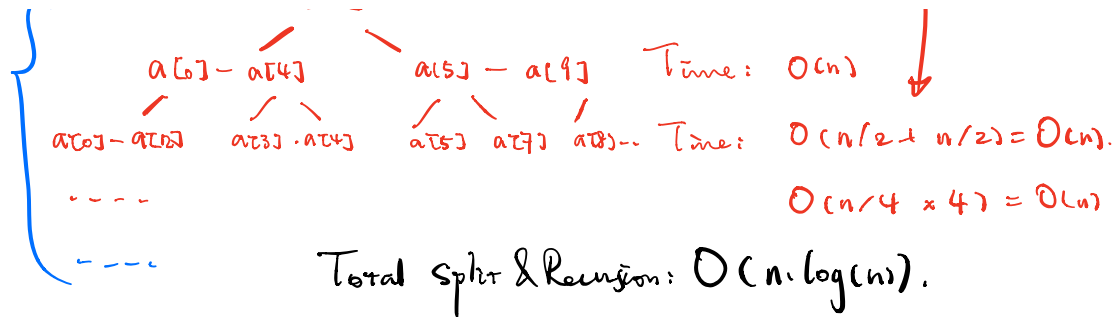 a[0] - a[4] a[5] - a[9] Time: O(n)
a[0] - a[2] a[3] . a[4] a[5] a[7] a[8]-- Time: O(n/2 + n/2) = O(n).
---- O(n/4 × 4) = O(n)
----
Total split & Recursion: O(n.log(n)).